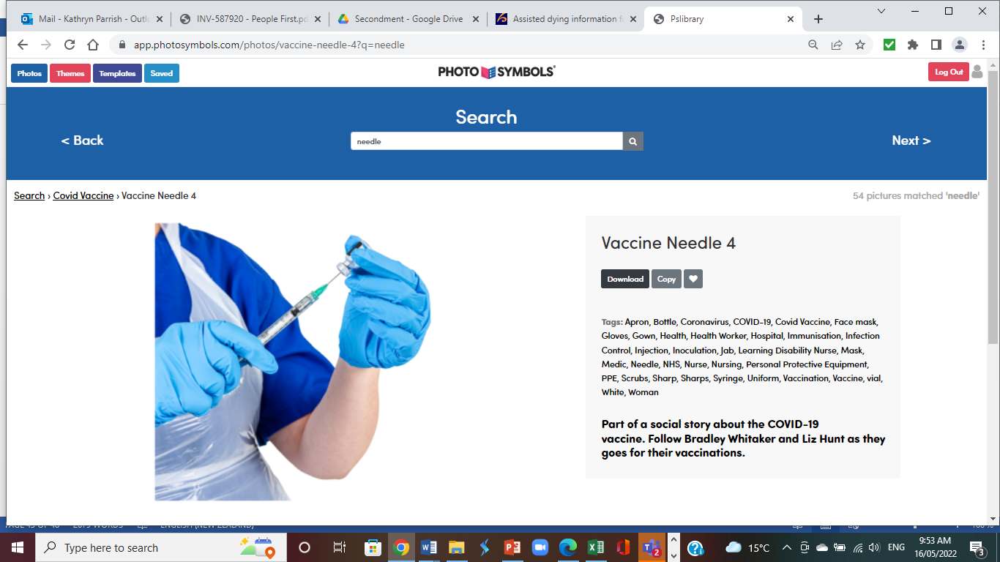 Mail - Kathryn Parrish - Outlo
INV-587920 - People First.pd
Secondment - Google Drive
Assisted dying information fo
Pslibrary
app.photosymbols.com/photos/vaccine-needle-4?q=needle
Photos
Themes
Templates
Saved
PHOTO SYMBOLS
Log Out
Search
< Back
needle
Next >
Search › Covid Vaccine › Vaccine Needle 4
54 pictures matched 'needle'
Vaccine Needle 4
Download
Copy
Tags: Apron, Bottle, Coronavirus, COVID-19, Covid Vaccine, Face mask,
Gloves, Gown, Health, Health Worker, Hospital, Immunisation, Infection
Control, Injection, Inoculation, Jab, Learning Disability Nurse, Mask,
Medic, Needle, NHS, Nurse, Nursing, Personal Protective Equipment,
PPE, Scrubs, Sharp, Sharps, Syringe, Uniform, Vaccination, Vaccine, vial,
White, Woman
Part of a social story about the COVID-19
vaccine. Follow Bradley Whitaker and Liz Hunt as they
goes for their vaccinations.
Type here to search
2
15°C
ENG
9:53 AM
16/05/2022
3